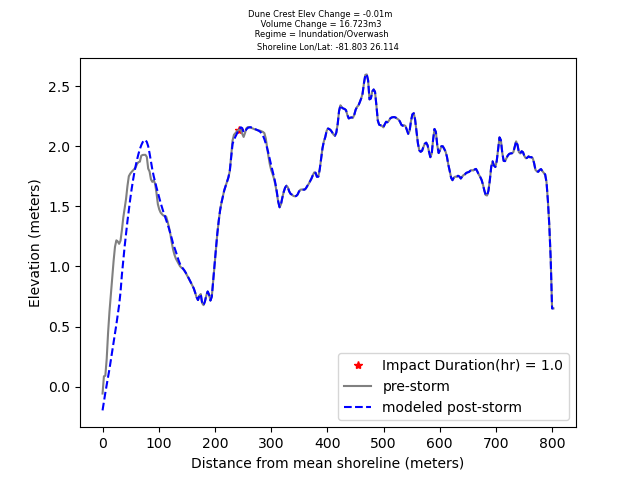 Dune Crest Elev Change = -0.01m
Volume Change = 16.723m3
Regime = Inundation/Overwash
Shoreline Lon/Lat: -81.803 26.114
2.5
2.0
1.5
1.0
0.5
0.0
Elevation (meters)
Impact Duration(hr) = 1.0
pre-storm
modeled post-storm
0 100 200 300 400 500 600 700 800
Distance from mean shoreline (meters)